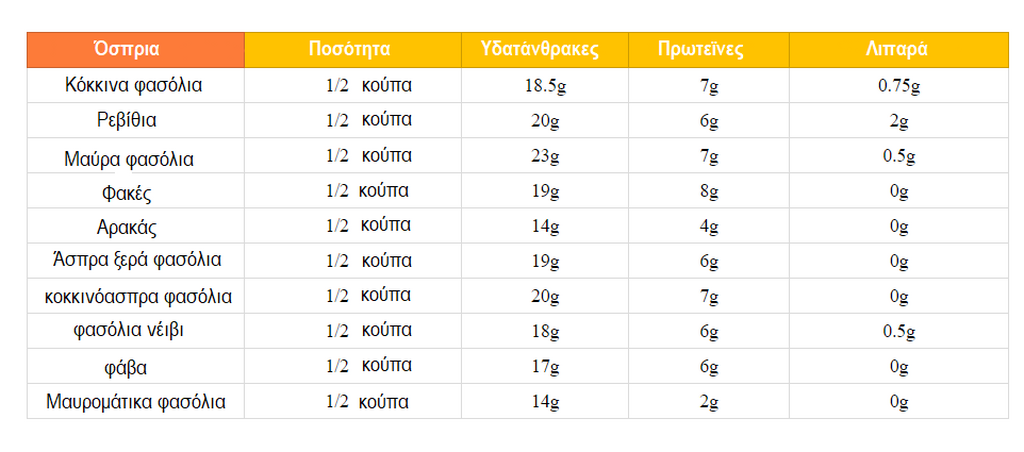 Όσπρια Ποσότητα Υδατάνθρακες Πρωτεΐνες Λιπαρά
Κόκκινα φασόλια 1/2 κούπα 18.5g 7g 0.75g
Ρεβίθια 1/2 κούπα 20g 6g 2g
Μαύρα φασόλια 1/2 κούπα 23g 7g 0.5g
Φακές 1/2 κούπα 19g 8g 0g
Αρακάς 1/2 κούπα 14g 4g 0g
Άσπρα ξερά φασόλια 1/2 κούπα 19g 6g 0g
κοκκινόασπρα φασόλια 1/2 κούπα 20g 7g 0g
φασόλια νέιβι 1/2 κούπα 18g 6g 0.5g
φάβα 1/2 κούπα 17g 6g 0g
Μαυρομάτικα φασόλια 1/2 κούπα 14g 2g 0g